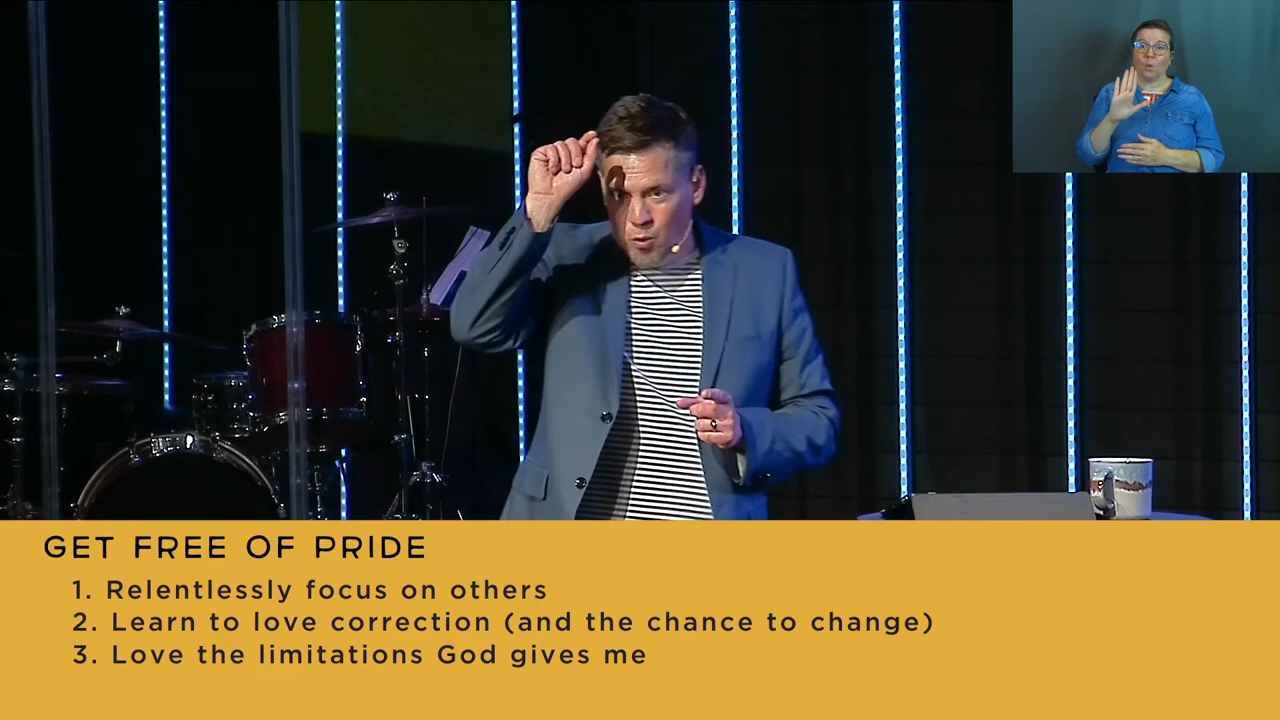 GET FREE OF PRIDE
1. Relentlessly focus on others
2. Learn to love correction (and the chance to change)
3. Love the limitations God gives me